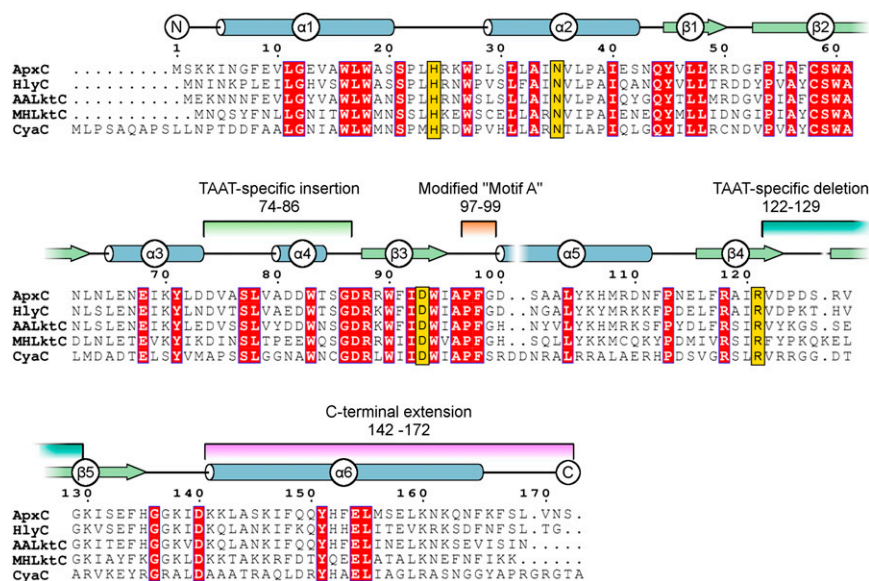 N α1 α2 β1 β2
1 10 20 30 40 50 60
ApxC .........MSKKINGFEVLGEVAWLWASSPLHRKWPLSLLAINVLPAIESNQYVLLKRDGFPIAFCSWA
HlyC ..........MNINKPLEILGHVSWLWASSPLHRNWPVSLFAINVLPAIQANQYVLLTRDDYPVAYCSWA
AALktC ..........MEKNNNFEVLGYVAWLWANSPLHRNWSLSLLAINVLPAIQYGQYTLLMRDGVPIAFCSWA
MHLktC ...........MNQSYFNLLGNITWLWMNSSLHKEWSCELLARNVIPAIENEQYMLLIDNGIPIAYCSWA
CyaC MLPSAQAPSLLNPTDDFAALGNIAWLWMNSPMHRDWPVHLLARNTLAPIQLGQYILLRCNDVPVAYCSWA
TAAT-specific insertion
74-86
Modified "Motif A"
97-99
TAAT-specific deletion
122-129
α3 α4 β3 α5 β4
70 80 90 100 110 120
ApxC NLNLENEIKYLDDVASLVADDWTSGDRRWFIDWIAPFGD..SAALYKHMRDNFPNELFRAIRVDPDS.RV
HlyC NLSLENEIKYLNDVTSLVAEDWTSGDRKWFIDWIAPFGD..NGALYKYMRKKFPDELFRAIRVDPKT.HV
AALktC NLSLENEIKYLSDVTSLVAEDWTSGDRRWFIDWIAPFGH..NYVLYKHMRKSFPYDLFRAIRLYKGS.SE
MHLktC DLNLETEVKYIKDINSLTPEEWQSGDRRWFIDWVAPFGH..SQLLYKKMCQKYPDMIVRSIRFYPKQKEL
CyaC LMDADTELSYVMAPSSLGGNAWNCGDRLWIIDWIAPFSRDDNRALRRALAERHPDSVGRSLRVRRGG.DT
C-terminal extension
142 -172
β5 α6 C
130 140 150 160 170
ApxC GKISEFHGGKIDKKLASKIFQQYHFELMSELKNKQNFKFSL.VNS.
HlyC GKVSEFHGGKIDKQLANKIFKQYHHELITEVKRKSDFNFSL.TG..
AALktC GKITEFHGGKVDKQLANKIFQQYHFELINELKNKSEVISIN.....
MHLktC GKIAYFKGGKLDKKTAKKRFDTYQEELATALKNEFNFIKK......
CyaC ARVKEYRGRALDAAATRAQLDRYHAELIAGLRASNGGYAPRGRGTA